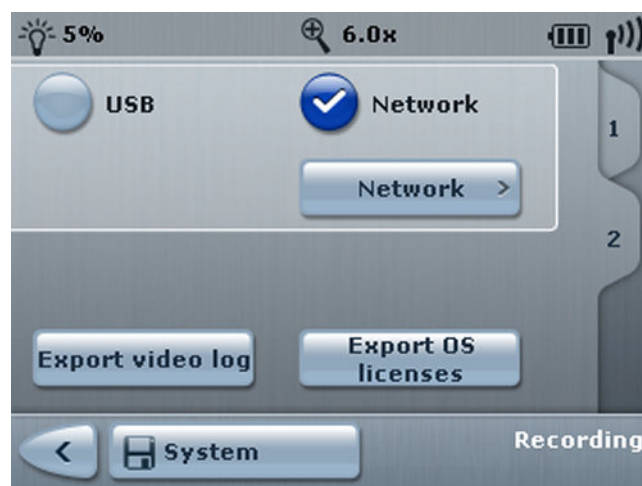 5%
6.0x
USB
Network
1
Network >
2
Export video log
Export OS
licenses
<
System
Recording